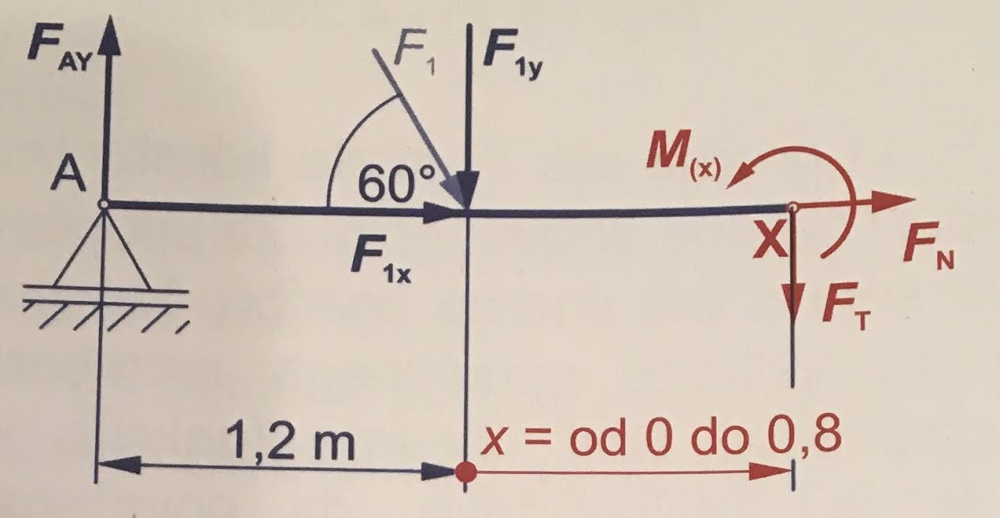 F_AY
F_1
F_1y
A
60°
M_(x)
F_1x
X
F_N
F_T
1,2 m
x = od 0 do 0,8